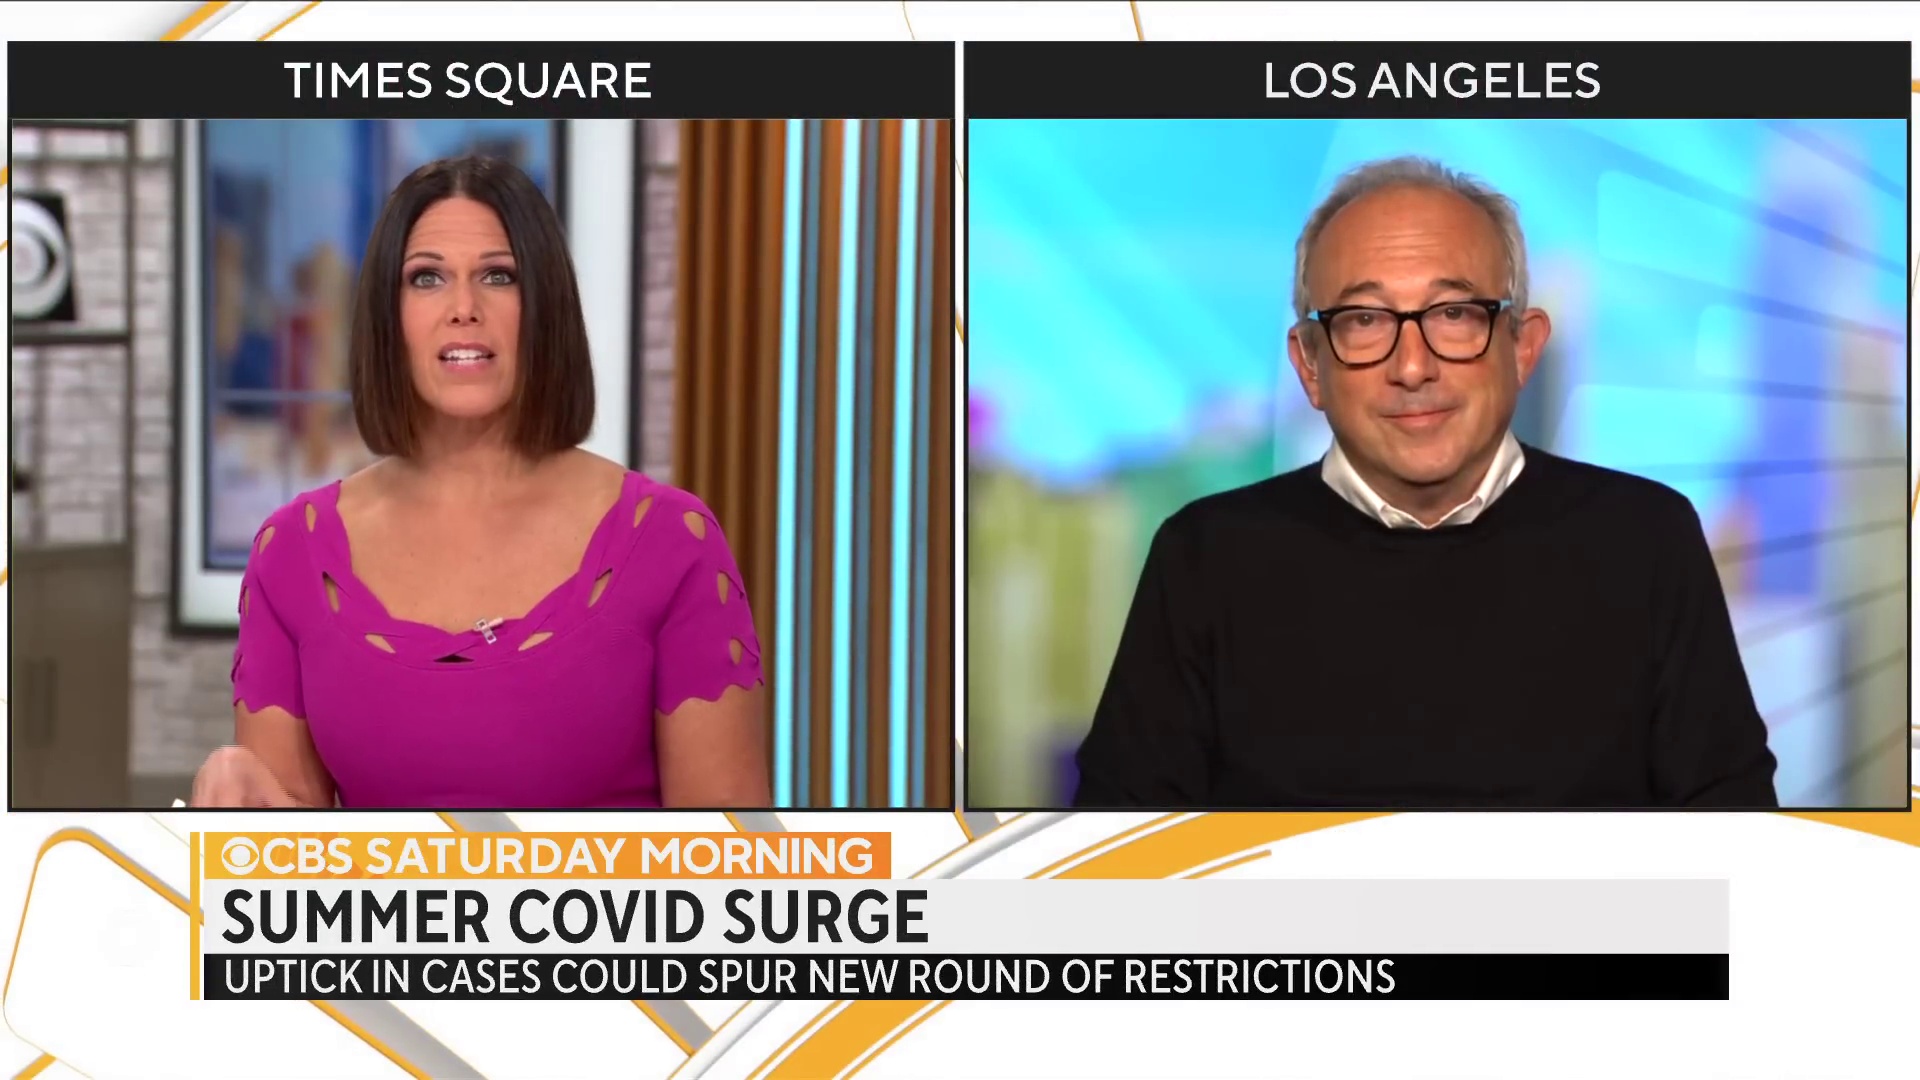 TIMES SQUARE
LOS ANGELES
CBS SATURDAY MORNING
SUMMER COVID SURGE
UPTICK IN CASES COULD SPUR NEW ROUND OF RESTRICTIONS